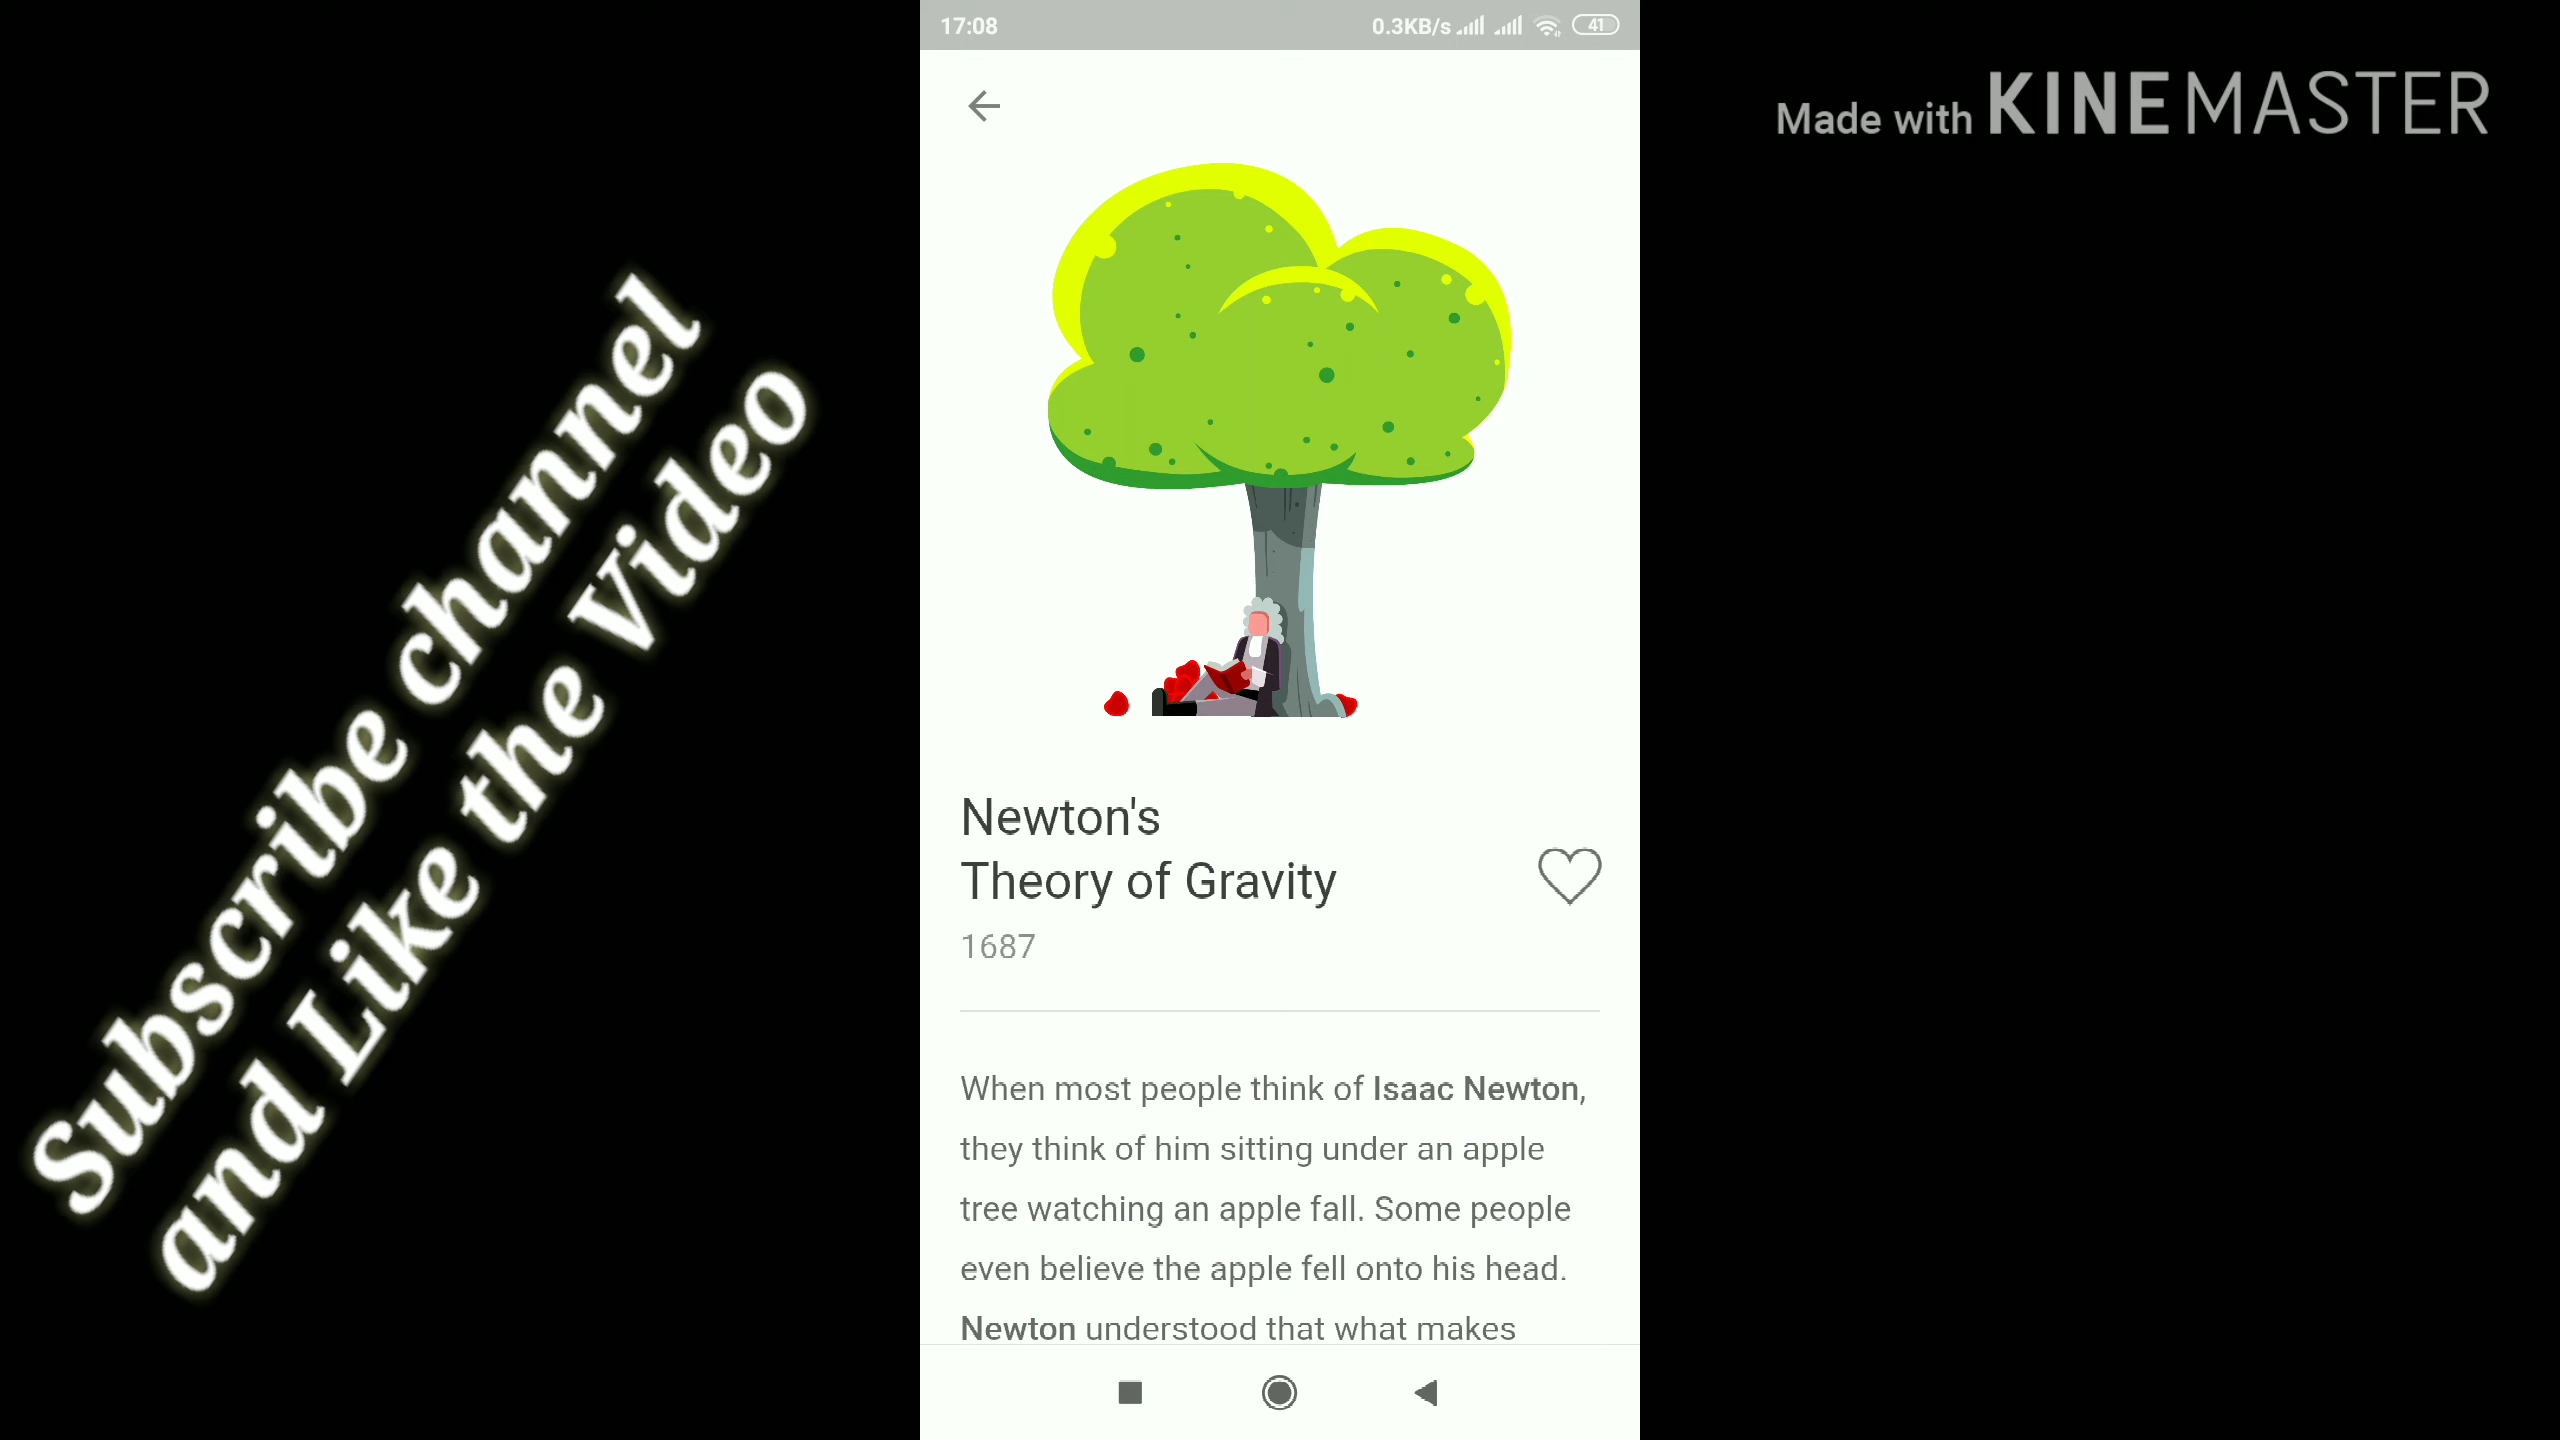 17:08
0.3KB/s
41
Made with KINEMASTER
Subscribe channel
and Like the Video
Newton's
Theory of Gravity
1687
When most people think of Isaac Newton,
they think of him sitting under an apple
tree watching an apple fall. Some people
even believe the apple fell onto his head.
Newton understood that what makes